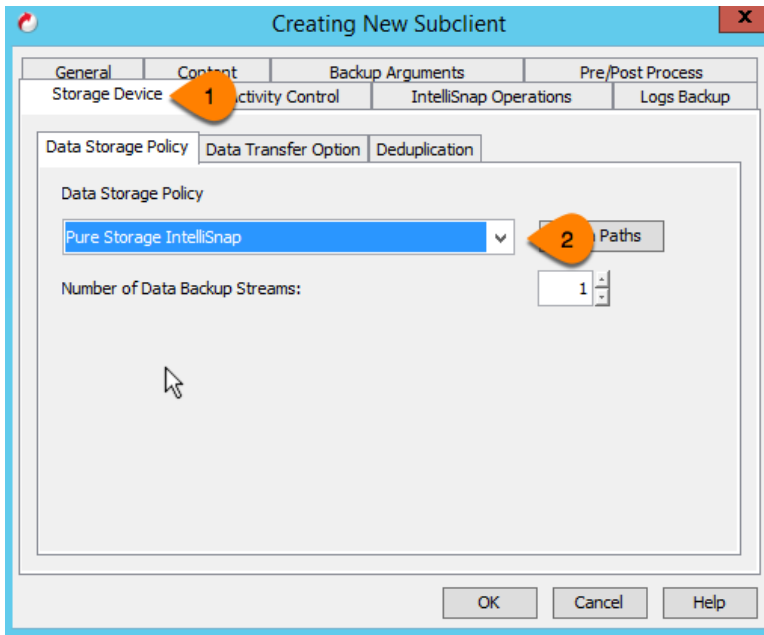 Creating New Subclient
x
General Content Backup Arguments Pre/Post Process
Storage Device 1 ctivity Control IntelliSnap Operations Logs Backup
Data Storage Policy Data Transfer Option Deduplication
Data Storage Policy
Pure Storage IntelliSnap 2 Paths
Number of Data Backup Streams: 1
OK Cancel Help